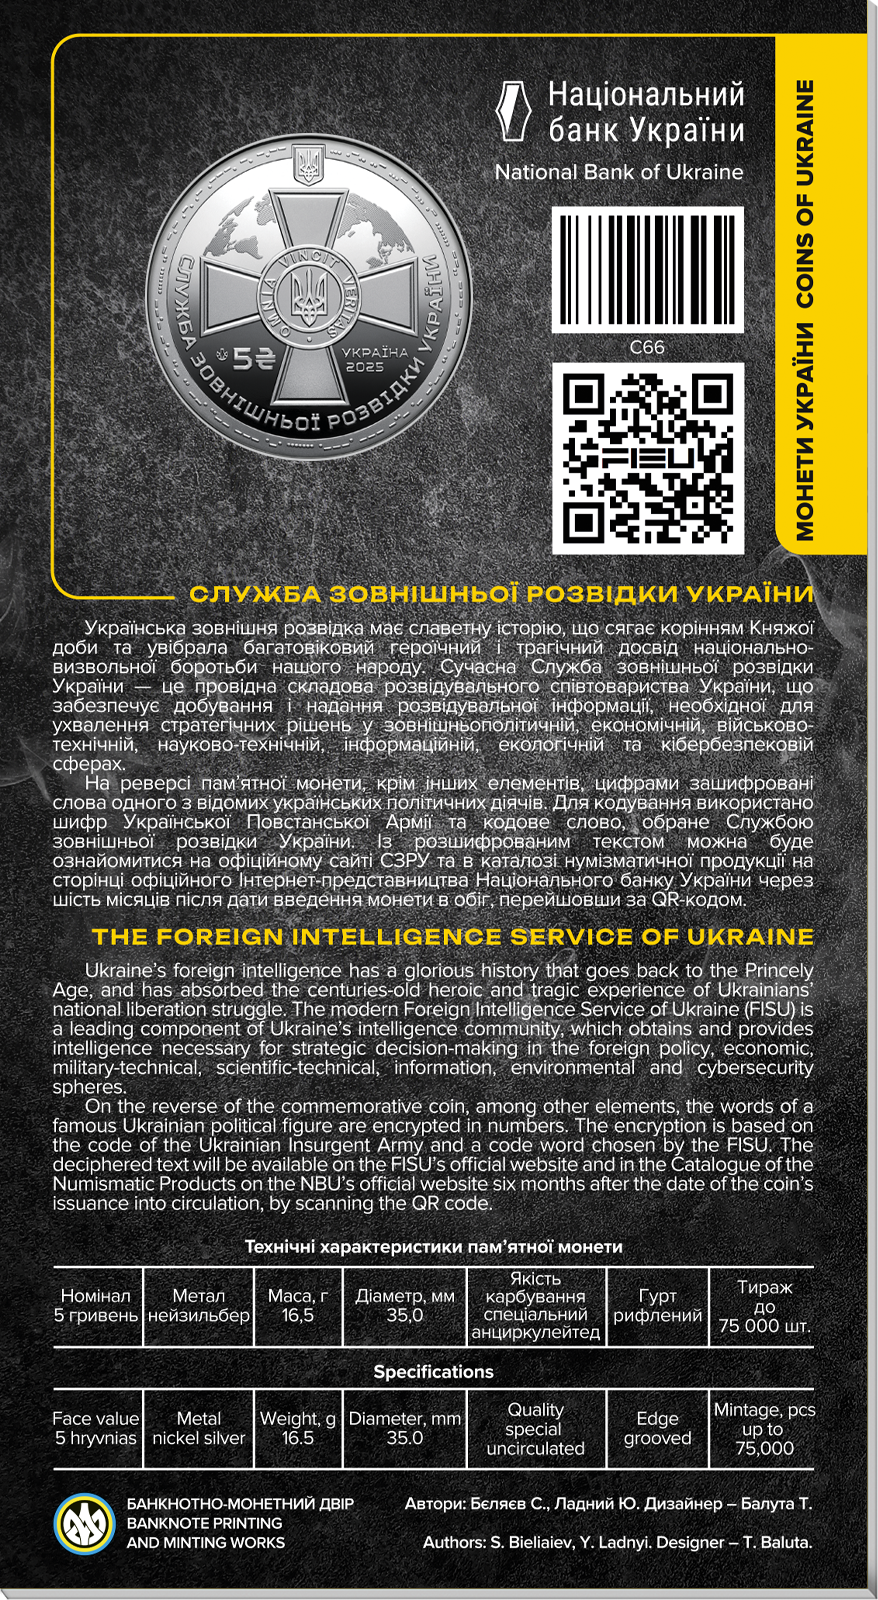 Національний
банк України
National Bank of Ukraine
МОНЕТИ УКРАЇНИ COINS OF UKRAINE
OMNIA VINCIT VERITAS
5₴
УКРАЇНА
2025
СЛУЖБА ЗОВНІШНЬОЇ РОЗВІДКИ УКРАЇНИ
C66
FISU
СЛУЖБА ЗОВНІШНЬОЇ РОЗВІДКИ УКРАЇНИ
Українська зовнішня розвідка має славетну історію, що сягає корінням Княжої
доби та увібрала багатовіковий героїчний і трагічний досвід національно-
визвольної боротьби нашого народу. Сучасна Служба зовнішньої розвідки
України — це провідна складова розвідувального співтовариства України, що
забезпечує добування і надання розвідувальної інформації, необхідної для
ухвалення стратегічних рішень у зовнішньополітичній, економічній, військово-
технічній, науково-технічній, інформаційній, екологічній та кібербезпековій
сферах.
На реверсі пам'ятної монети, крім інших елементів, цифрами зашифровані
слова одного з відомих українських політичних діячів. Для кодування використано
шифр Української Повстанської Армії та кодове слово, обране Службою
зовнішньої розвідки України. Із розшифрованим текстом можна буде
ознайомитися на офіційному сайті СЗРУ та в каталозі нумізматичної продукції на
сторінці офіційного Інтернет-представництва Національного банку України через
шість місяців після дати введення монети в обіг, перейшовши за QR-кодом.
THE FOREIGN INTELLIGENCE SERVICE OF UKRAINE
Ukraine's foreign intelligence has a glorious history that goes back to the Princely
Age, and has absorbed the centuries-old heroic and tragic experience of Ukrainians'
national liberation struggle. The modern Foreign Intelligence Service of Ukraine (FISU) is
a leading component of Ukraine's intelligence community, which obtains and provides
intelligence necessary for strategic decision-making in the foreign policy, economic,
military-technical, scientific-technical, information, environmental and cybersecurity
spheres.
On the reverse of the commemorative coin, among other elements, the words of a
famous Ukrainian political figure are encrypted in numbers. The encryption is based on
the code of the Ukrainian Insurgent Army and a code word chosen by the FISU. The
deciphered text will be available on the FISU's official website and in the Catalogue of the
Numismatic Products on the NBU's official website six months after the date of the coin's
issuance into circulation, by scanning the QR code.
Технічні характеристики пам'ятної монети
Номінал
5 гривень
Метал
нейзильбер
Маса, г
16,5
Діаметр, мм
35,0
Якість
карбування
спеціальний
анциркулейтед
Гурт
рифлений
Тираж
до
75 000 шт.
Specifications
Face value
5 hryvnias
Metal
nickel silver
Weight, g
16.5
Diameter, mm
35.0
Quality
special
uncirculated
Edge
grooved
Mintage, pcs
up to
75,000
БАНКНОТНО-МОНЕТНИЙ ДВІР
BANKNOTE PRINTING
AND MINTING WORKS
Автори: Бєляєв С., Ладний Ю. Дизайнер – Балута Т.
Authors: S. Bieliaiev, Y. Ladnyi. Designer – T. Baluta.